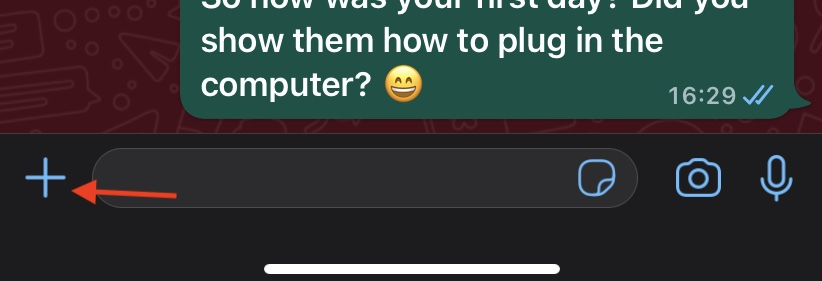 So how was your first day? Did you
show them how to plug in the
computer? 😄
16:29